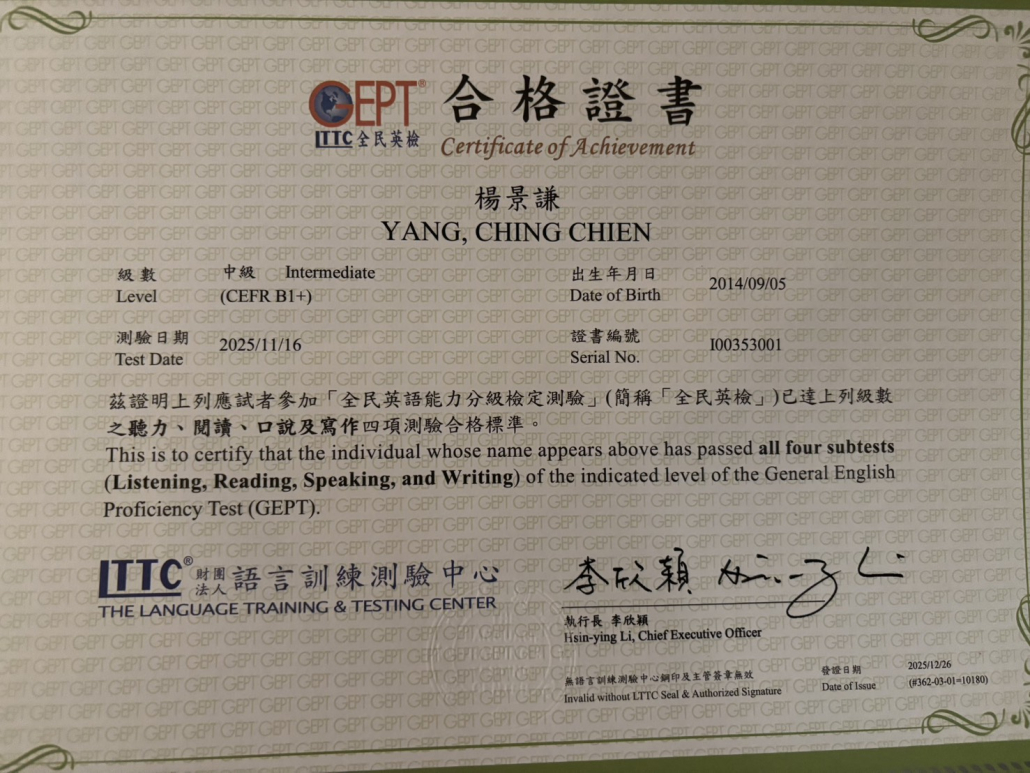 GEPT®
LTTC 全民英檢
合格證書
Certificate of Achievement
楊景謙
YANG, CHING CHIEN
級數 中級 Intermediate
Level (CEFR B1+)
出生年月日
Date of Birth
2014/09/05
測驗日期
Test Date
2025/11/16
證書編號
Serial No.
I00353001
茲證明上列應試者參加「全民英語能力分級檢定測驗」(簡稱「全民英檢」)已達上列級數
之聽力、閱讀、口說及寫作四項測驗合格標準。
This is to certify that the individual whose name appears above has passed all four subtests
(Listening, Reading, Speaking, and Writing) of the indicated level of the General English
Proficiency Test (GEPT).
LTTC® 財團法人 語言訓練測驗中心
THE LANGUAGE TRAINING & TESTING CENTER
李欣穎
執行長 李欣穎
Hsin-ying Li, Chief Executive Officer
無語言訓練測驗中心鋼印及主管簽章無效
Invalid without LTTC Seal & Authorized Signature
發證日期
Date of Issue
2025/12/26
(#362-03-01=10180)